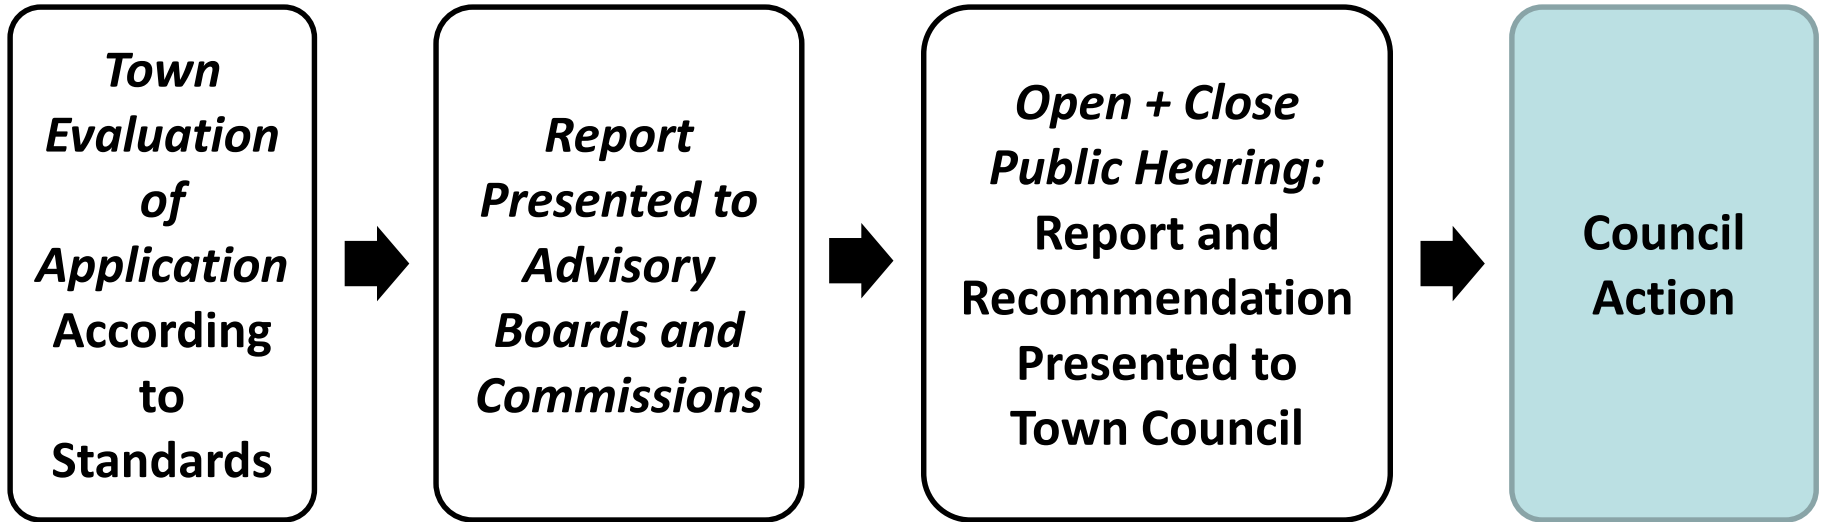 Town
Evaluation
of
Application
According
to
Standards
Report
Presented to
Advisory
Boards and
Commissions
Open + Close
Public Hearing:
Report and
Recommendation
Presented to
Town Council
Council
Action